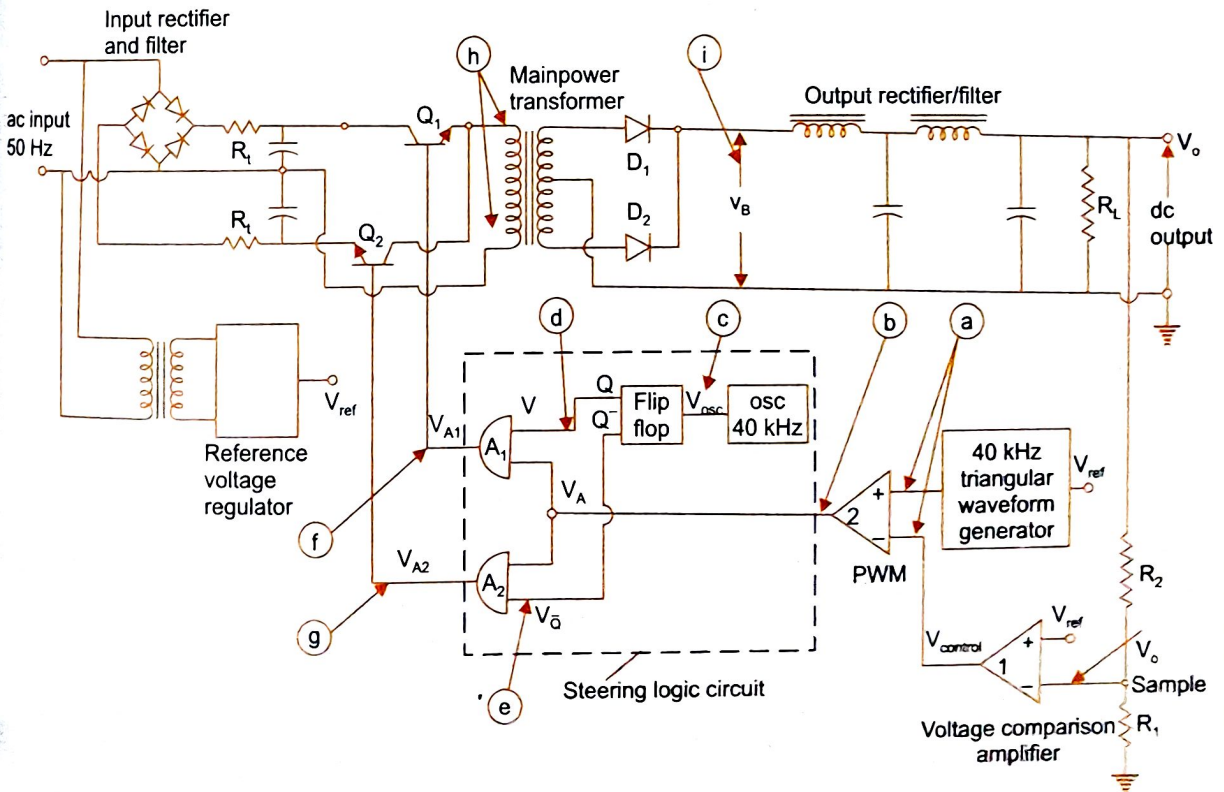 Input rectifier
and filter
ac input
50 Hz
Rt
Rt
Q1
Q2
h
Mainpower
transformer
i
D1
D2
vB
Output rectifier/filter
RL
Vo
dc
output
Vref
Reference
voltage
regulator
d
c
b
a
VA1
V
Q
Q̄
Flip
flop
Vosc
osc
40 kHz
A1
VA
f
VA2
A2
VQ̄
g
e
Steering logic circuit
+
2
−
PWM
40 kHz
triangular
waveform
generator
Vref
R2
Vcontrol
1
+
−
Vref
Vo
Sample
R1
Voltage comparison
amplifier